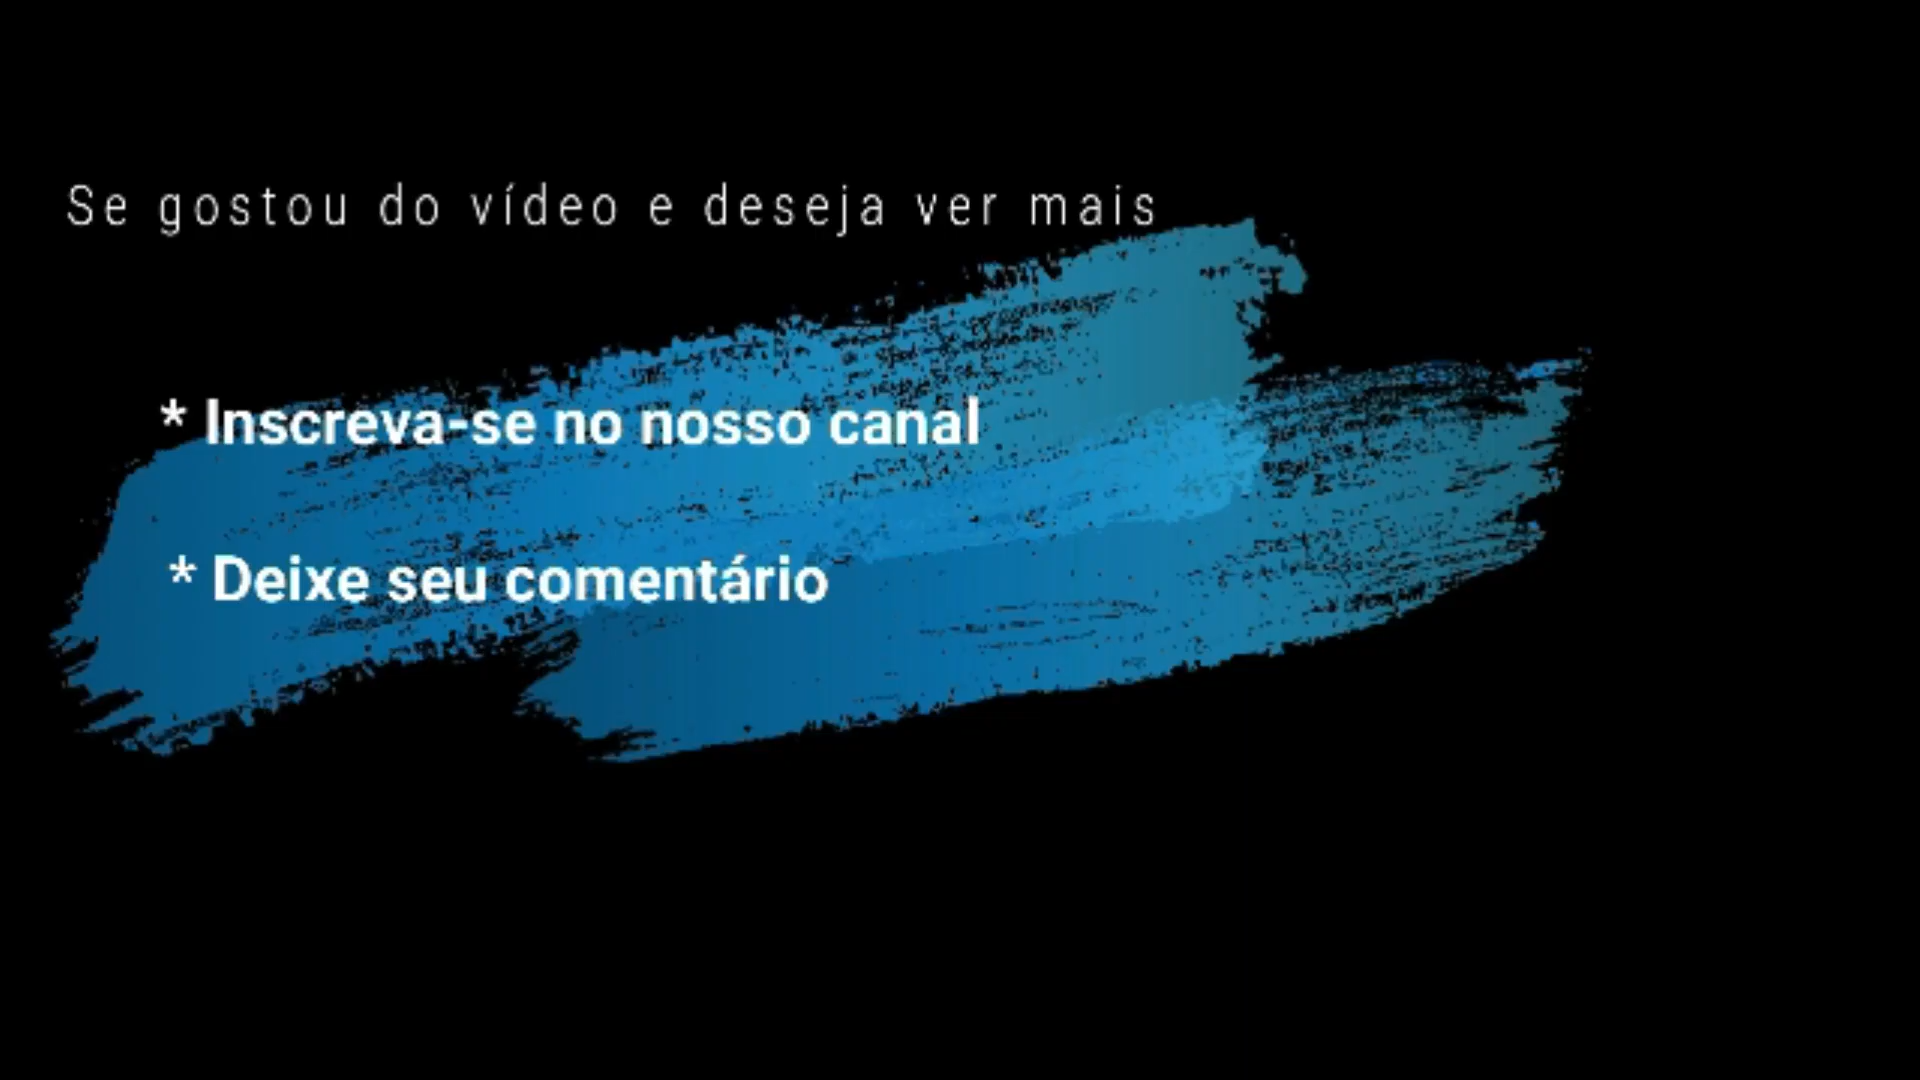 Se gostou do vídeo e deseja ver mais
* Inscreva-se no nosso canal
* Deixe seu comentário